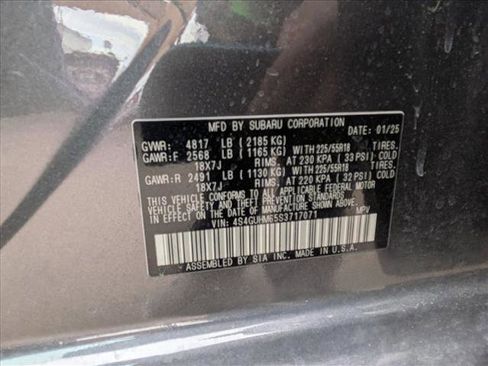 MFD BY SUBARU CORPORATION DATE: 01/25
GVWR: 4817 LB ( 2185 KG) TIRES.
GAWR:F 2568 LB ( 1165 KG) WITH 225/55R18
18X7J RIMS. AT 230 KPA ( 33 PSI) COLD
GAWR:R 2491 LB ( 1130 KG) WITH 225/55R18 TIRES.
18X7J RIMS. AT 220 KPA ( 32 PSI) COLD
THIS VEHICLE CONFORMS TO ALL APPLICABLE FEDERAL MOTOR
VEHICLE SAFETY, BUMPER, AND THEFT PREVENTION STANDARDS
IN EFFECT ON THE DATE OF MANUFACTURE SHOWN ABOVE.
VIN: 4S4GUHM65S3717071 MPV
ASSEMBLED BY SIA INC. MADE IN U.S.A.